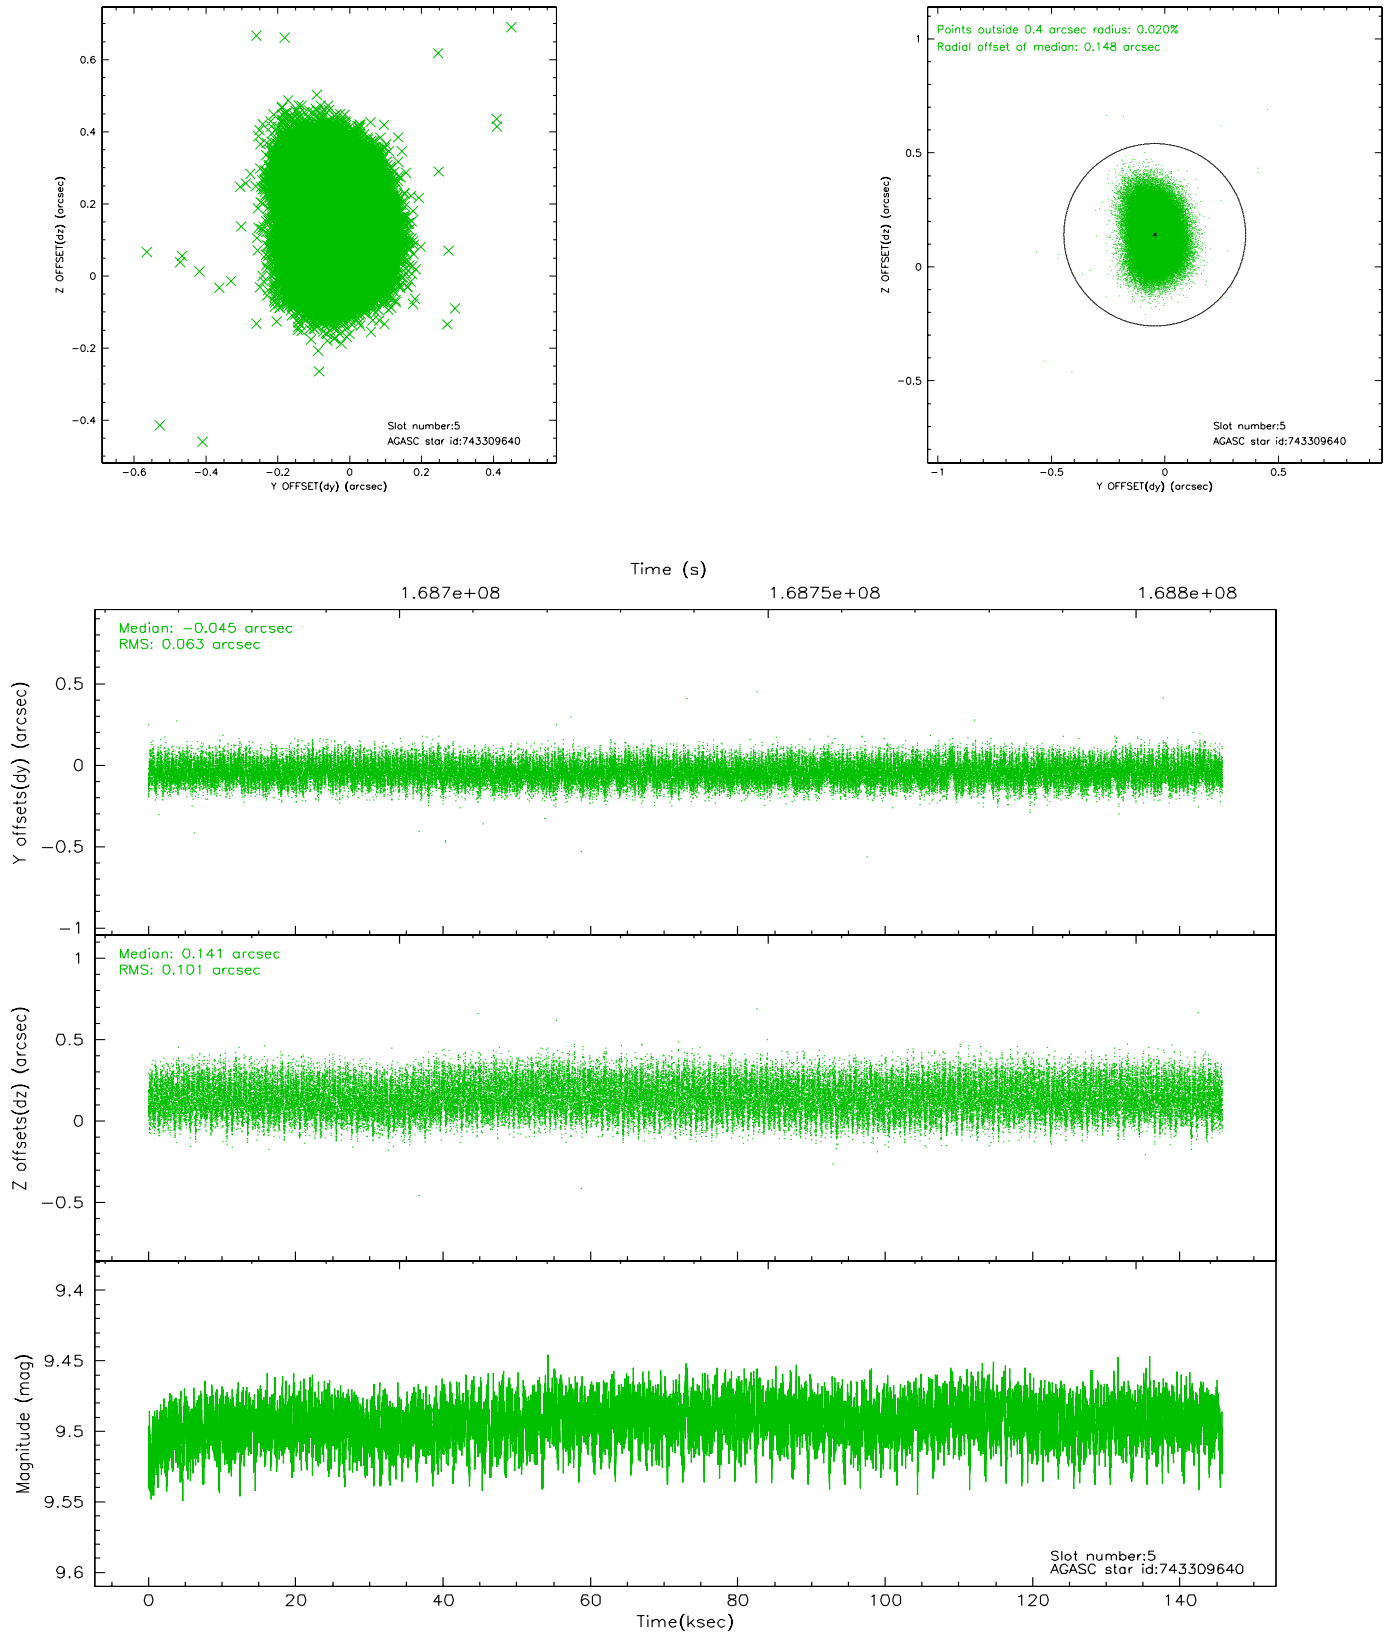 0.6
0.4
0.2
0
−0.2
−0.4
Z OFFSET(dz) (arcsec)
Slot number:5
AGASC star id:743309640
−0.6 −0.4 −0.2 0 0.2 0.4
Y OFFSET(dy) (arcsec)
Points outside 0.4 arcsec radius: 0.020%
Radial offset of median: 0.148 arcsec
1
0.5
0
−0.5
Z OFFSET(dz) (arcsec)
Slot number:5
AGASC star id:743309640
−1 −0.5 0 0.5
Y OFFSET(dy) (arcsec)
Time (s)
1.687e+08 1.6875e+08 1.688e+08
Median: −0.045 arcsec
RMS: 0.063 arcsec
0.5
0
−0.5
−1
Y offsets(dy) (arcsec)
Median: 0.141 arcsec
RMS: 0.101 arcsec
1
0.5
0
−0.5
Z offsets(dz) (arcsec)
9.4
9.45
9.5
9.55
9.6
Magnitude (mag)
Slot number:5
AGASC star id:743309640
0 20 40 60 80 100 120 140
Time(ksec)